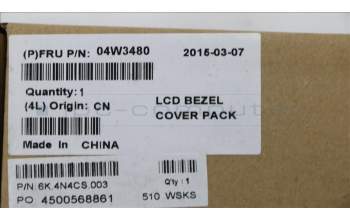 (P)FRU P/N: 04W3480 2015-03-07
Quantity: 1
(4L) Origin: CN
LCD BEZEL
COVER PACK
Made In CHINA
P/N: 6K.4N4CS.003 Q'ty : 1
PO 4500568861 510 WSKS